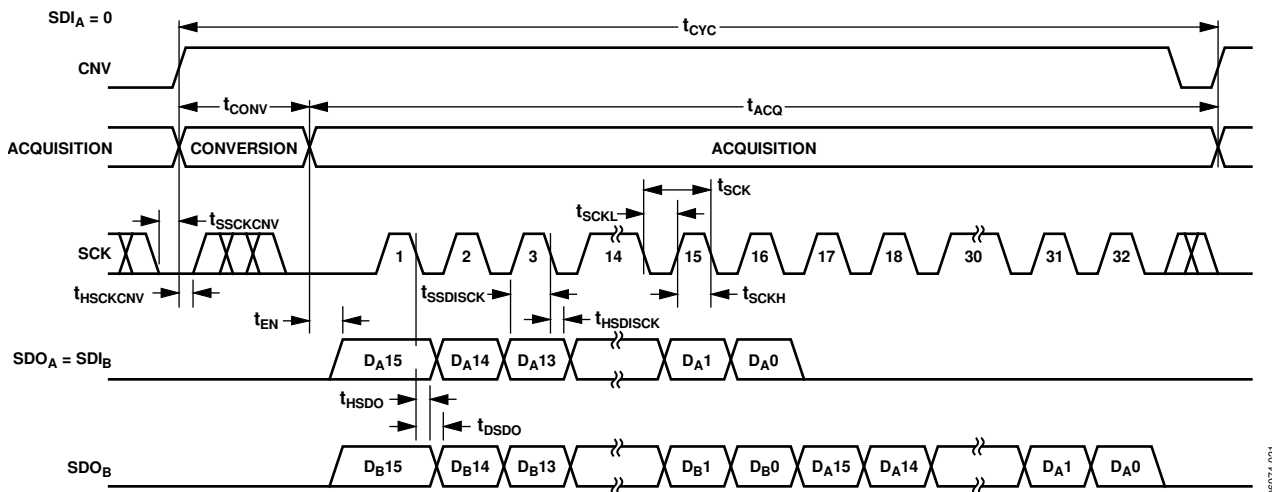 SDIA = 0
tCYC
CNV
tCONV
tACQ
ACQUISITION CONVERSION ACQUISITION
tSCK
tSCKL
tSSCKCNV
SCK 1 2 3 14 15 16 17 18 30 31 32
tHSCKCNV
tSSDISCK
tSCKH
tEN
tHSDISCK
SDOA = SDIB DA15 DA14 DA13 DA1 DA0
tHSDO
tDSDO
SDOB DB15 DB14 DB13 DB1 DB0 DA15 DA14 DA1 DA0